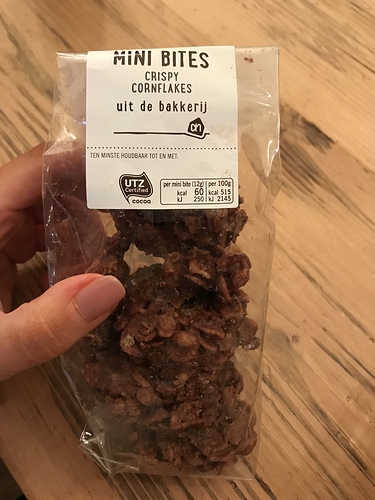 MINI BITES
CRISPY
CORNFLAKES
uit de bakkerij
ah
TEN MINSTE HOUDBAAR TOT EN MET:
UTZ
Certified
cocoa
per mini bite (12g) per 100g
kcal 60 kcal 515
kJ 250 kJ 2145